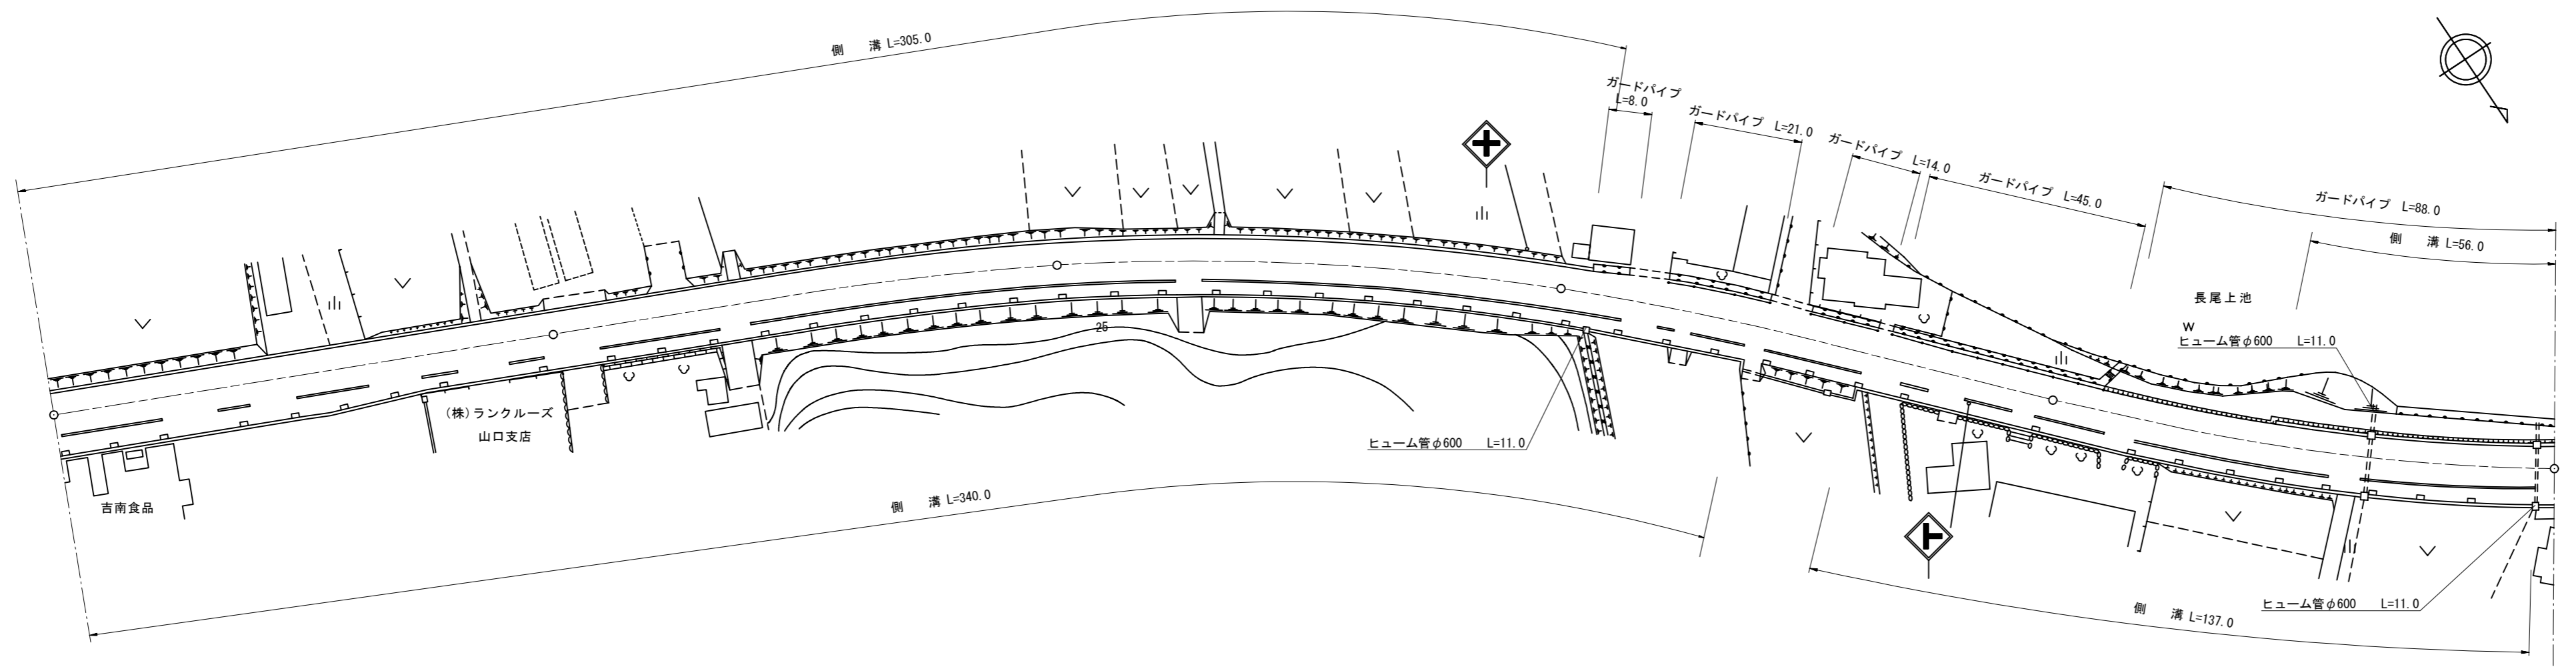 側　溝 L=305.0
ガードパイプ
L=8.0
ガードパイプ L=21.0
ガードパイプ L=14.0
ガードパイプ L=45.0
ガードパイプ L=88.0
側　溝 L=56.0
長尾上池
W
ヒューム管φ600 L=11.0
25
(株)ランクルーズ
山口支店
吉南食品
ヒューム管φ600 L=11.0
側　溝 L=340.0
ヒューム管φ600 L=11.0
側　溝 L=137.0